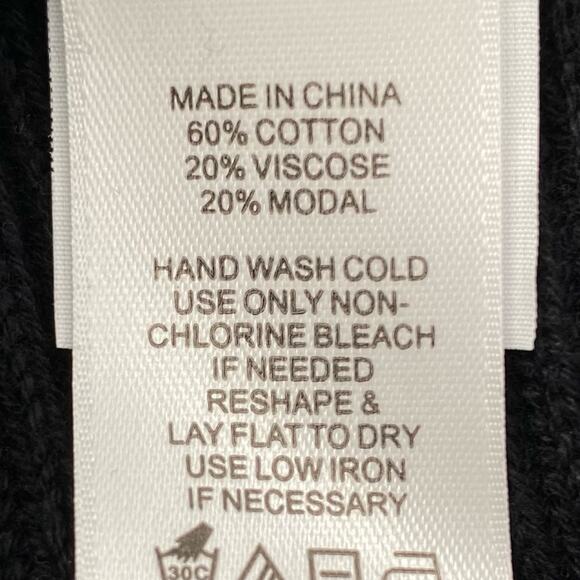 MADE IN CHINA
60% COTTON
20% VISCOSE
20% MODAL
HAND WASH COLD
USE ONLY NON-
CHLORINE BLEACH
IF NEEDED
RESHAPE &
LAY FLAT TO DRY
USE LOW IRON
IF NECESSARY
30C